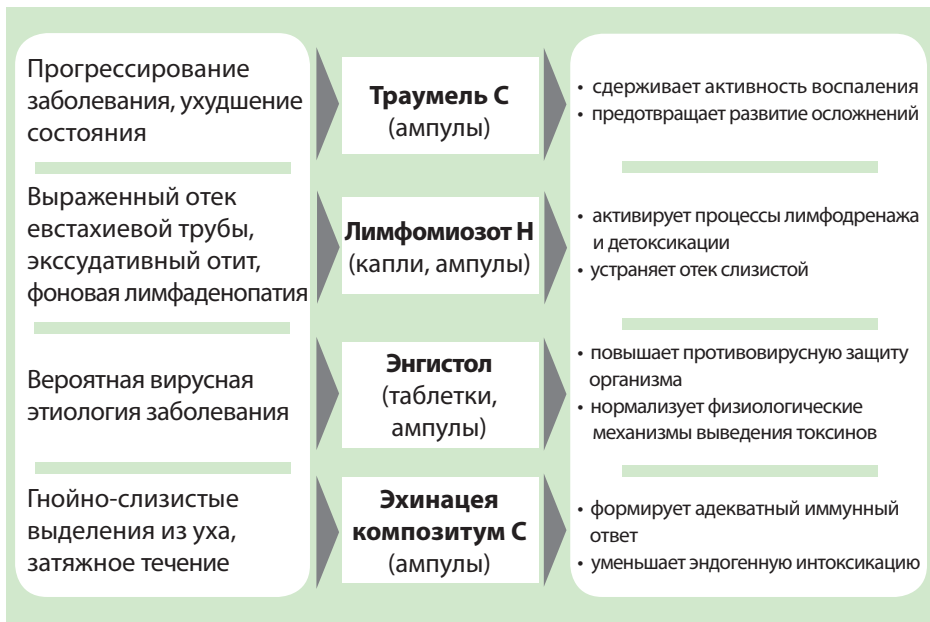 Прогрессирование
заболевания, ухудшение
состояния
Траумель С
(ампулы)
• сдерживает активность воспаления
• предотвращает развитие осложнений
Выраженный отек
евстахиевой трубы,
экссудативный отит,
фоновая лимфаденопатия
Лимфомиозот Н
(капли, ампулы)
• активирует процессы лимфодренажа
и детоксикации
• устраняет отек слизистой
Вероятная вирусная
этиология заболевания
Энгистол
(таблетки,
ампулы)
• повышает противовирусную защиту
организма
• нормализует физиологические
механизмы выведения токсинов
Гнойно-слизистые
выделения из уха,
затяжное течение
Эхинацея
композитум С
(ампулы)
• формирует адекватный иммунный
ответ
• уменьшает эндогенную интоксикацию